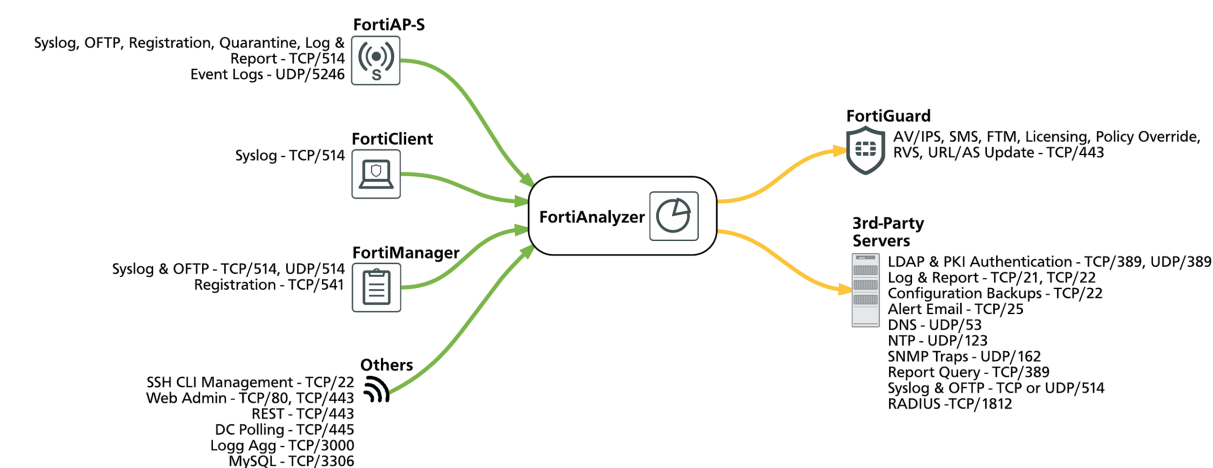 FortiAP-S
Syslog, OFTP, Registration, Quarantine, Log &
Report - TCP/514
Event Logs - UDP/5246
S
FortiClient
Syslog - TCP/514
FortiManager
Syslog & OFTP - TCP/514, UDP/514
Registration - TCP/541
Others
SSH CLI Management - TCP/22
Web Admin - TCP/80, TCP/443
REST - TCP/443
DC Polling - TCP/445
Logg Agg - TCP/3000
MySQL - TCP/3306
FortiAnalyzer
FortiGuard
AV/IPS, SMS, FTM, Licensing, Policy Override,
RVS, URL/AS Update - TCP/443
3rd-Party
Servers
LDAP & PKI Authentication - TCP/389, UDP/389
Log & Report - TCP/21, TCP/22
Configuration Backups - TCP/22
Alert Email - TCP/25
DNS - UDP/53
NTP - UDP/123
SNMP Traps - UDP/162
Report Query - TCP/389
Syslog & OFTP - TCP or UDP/514
RADIUS -TCP/1812